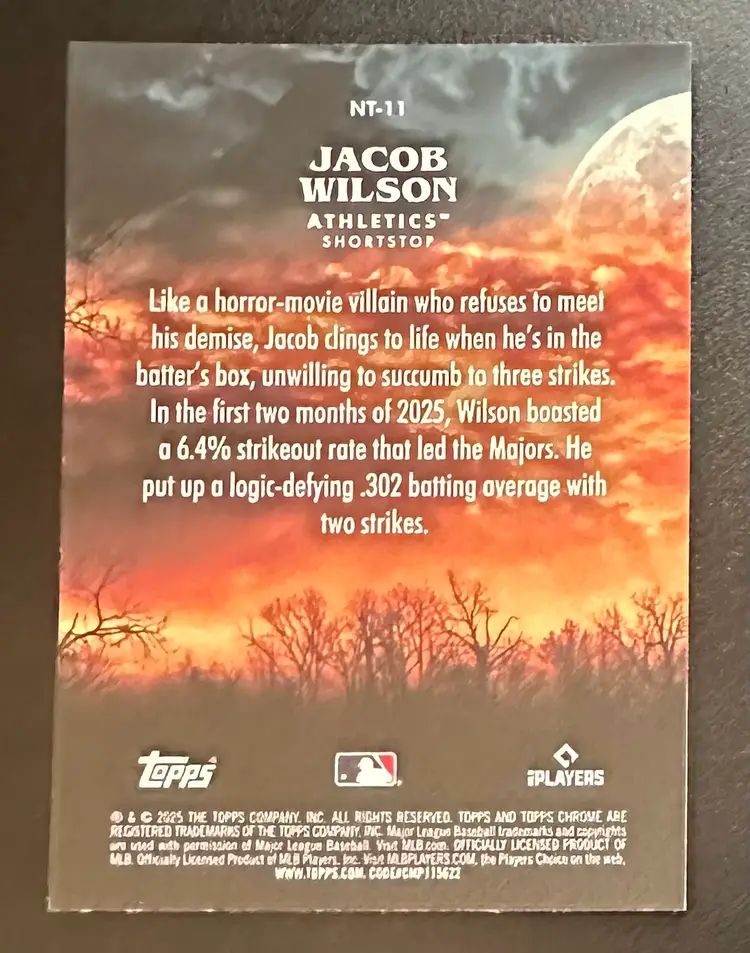 NT-11
JACOB
WILSON
ATHLETICS™
SHORTSTOP
Like a horror-movie villain who refuses to meet
his demise, Jacob clings to life when he's in the
batter's box, unwilling to succumb to three strikes.
In the first two months of 2025, Wilson boasted
a 6.4% strikeout rate that led the Majors. He
put up a logic-defying .302 batting average with
two strikes.
Topps
PLAYERS
® & © 2025 THE TOPPS COMPANY, INC. ALL RIGHTS RESERVED. TOPPS AND TOPPS CHROME ARE
REGISTERED TRADEMARKS OF THE TOPPS COMPANY, INC. Major League Baseball trademarks and copyrights
are used with permission of Major League Baseball. Visit MLB.com. OFFICIALLY LICENSED PRODUCT OF
MLB. Officially Licensed Product of MLB Players, Inc. Visit MLBPLAYERS.COM, the Players Choice on the web.
WWW.TOPPS.COM. CODE#CMP115622